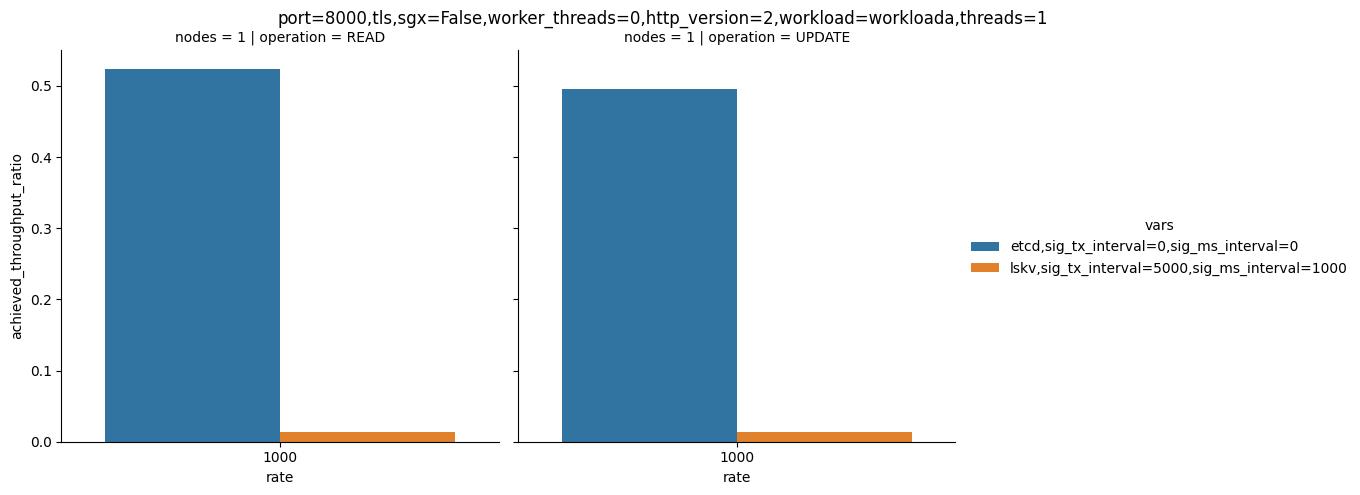 port=8000,tls,sgx=False,worker_threads=0,http_version=2,workload=workloada,threads=1
nodes = 1 | operation = READ
nodes = 1 | operation = UPDATE
achieved_throughput_ratio
0.5
0.4
0.3
0.2
0.1
0.0
1000
1000
rate
rate
vars
etcd,sig_tx_interval=0,sig_ms_interval=0
lskv,sig_tx_interval=5000,sig_ms_interval=1000